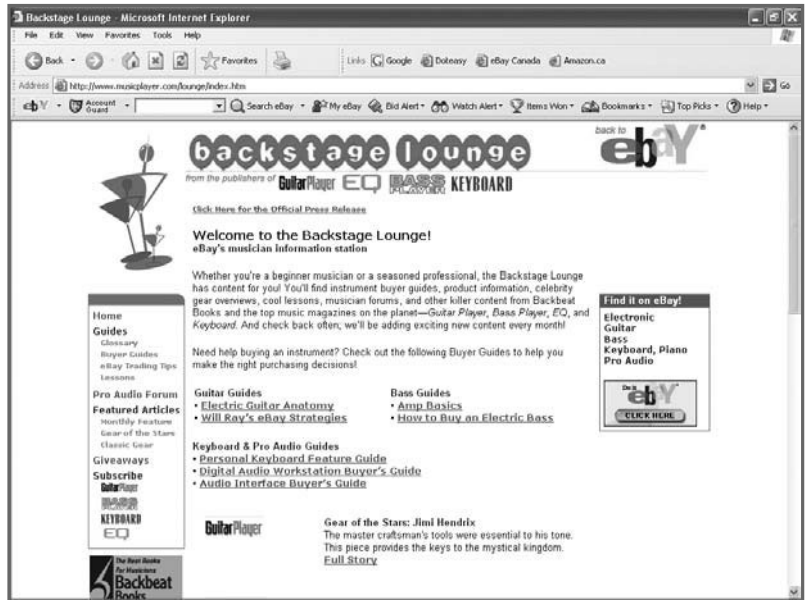 Backstage Lounge - Microsoft Internet Explorer
File Edit View Favorites Tools Help
Back Favorites Links Google Doteasy eBay Canada Amazon.ca
Address http://www.musicplayer.com/lounge/index.htm Go
ebY Account Guard Search eBay My eBay Bid Alert Watch Alert Items Won Bookmarks Top Picks Help
backstage lounge
back to
ebaY
from the publishers of GuitarPlayer EQ BASS PLAYER KEYBOARD
Click Here for the Official Press Release
Welcome to the Backstage Lounge!
eBay's musician information station
Whether you're a beginner musician or a seasoned professional, the Backstage Lounge
has content for you! You'll find instrument buyer guides, product information, celebrity
gear overviews, cool lessons, musician forums, and other killer content from Backbeat
Books and the top music magazines on the planet—Guitar Player, Bass Player, EQ, and
Keyboard. And check back often; we'll be adding exciting new content every month!
Need help buying an instrument? Check out the following Buyer Guides to help you
make the right purchasing decisions!
Guitar Guides
• Electric Guitar Anatomy
• Will Ray's eBay Strategies
Bass Guides
• Amp Basics
• How to Buy an Electric Bass
Keyboard & Pro Audio Guides
• Personal Keyboard Feature Guide
• Digital Audio Workstation Buyer's Guide
• Audio Interface Buyer's Guide
GuitarPlayer
Gear of the Stars: Jimi Hendrix
The master craftsman's tools were essential to his tone.
This piece provides the keys to the mystical kingdom.
Full Story
Home
Guides
Glossary
Buyer Guides
eBay Trading Tips
Lessons
Pro Audio Forum
Featured Articles
Monthly Feature
Gear of the Stars
Classic Gear
Giveaways
Subscribe
GuitarPlayer
BASS PLAYER
KEYBOARD
EQ
The Best Books
For Musicians
Backbeat
Books
Find it on eBay!
Electronic
Guitar
Bass
Keyboard, Piano
Pro Audio
ebY
CLICK HERE